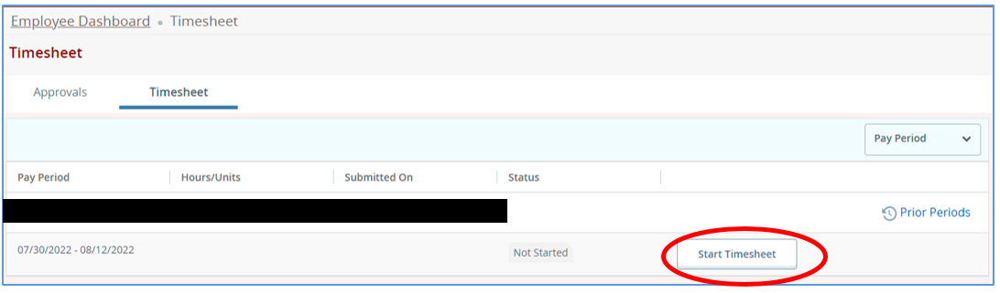 Employee Dashboard • Timesheet
Timesheet
Approvals Timesheet
Pay Period
Pay Period Hours/Units Submitted On Status
Prior Periods
07/30/2022 - 08/12/2022 Not Started Start Timesheet